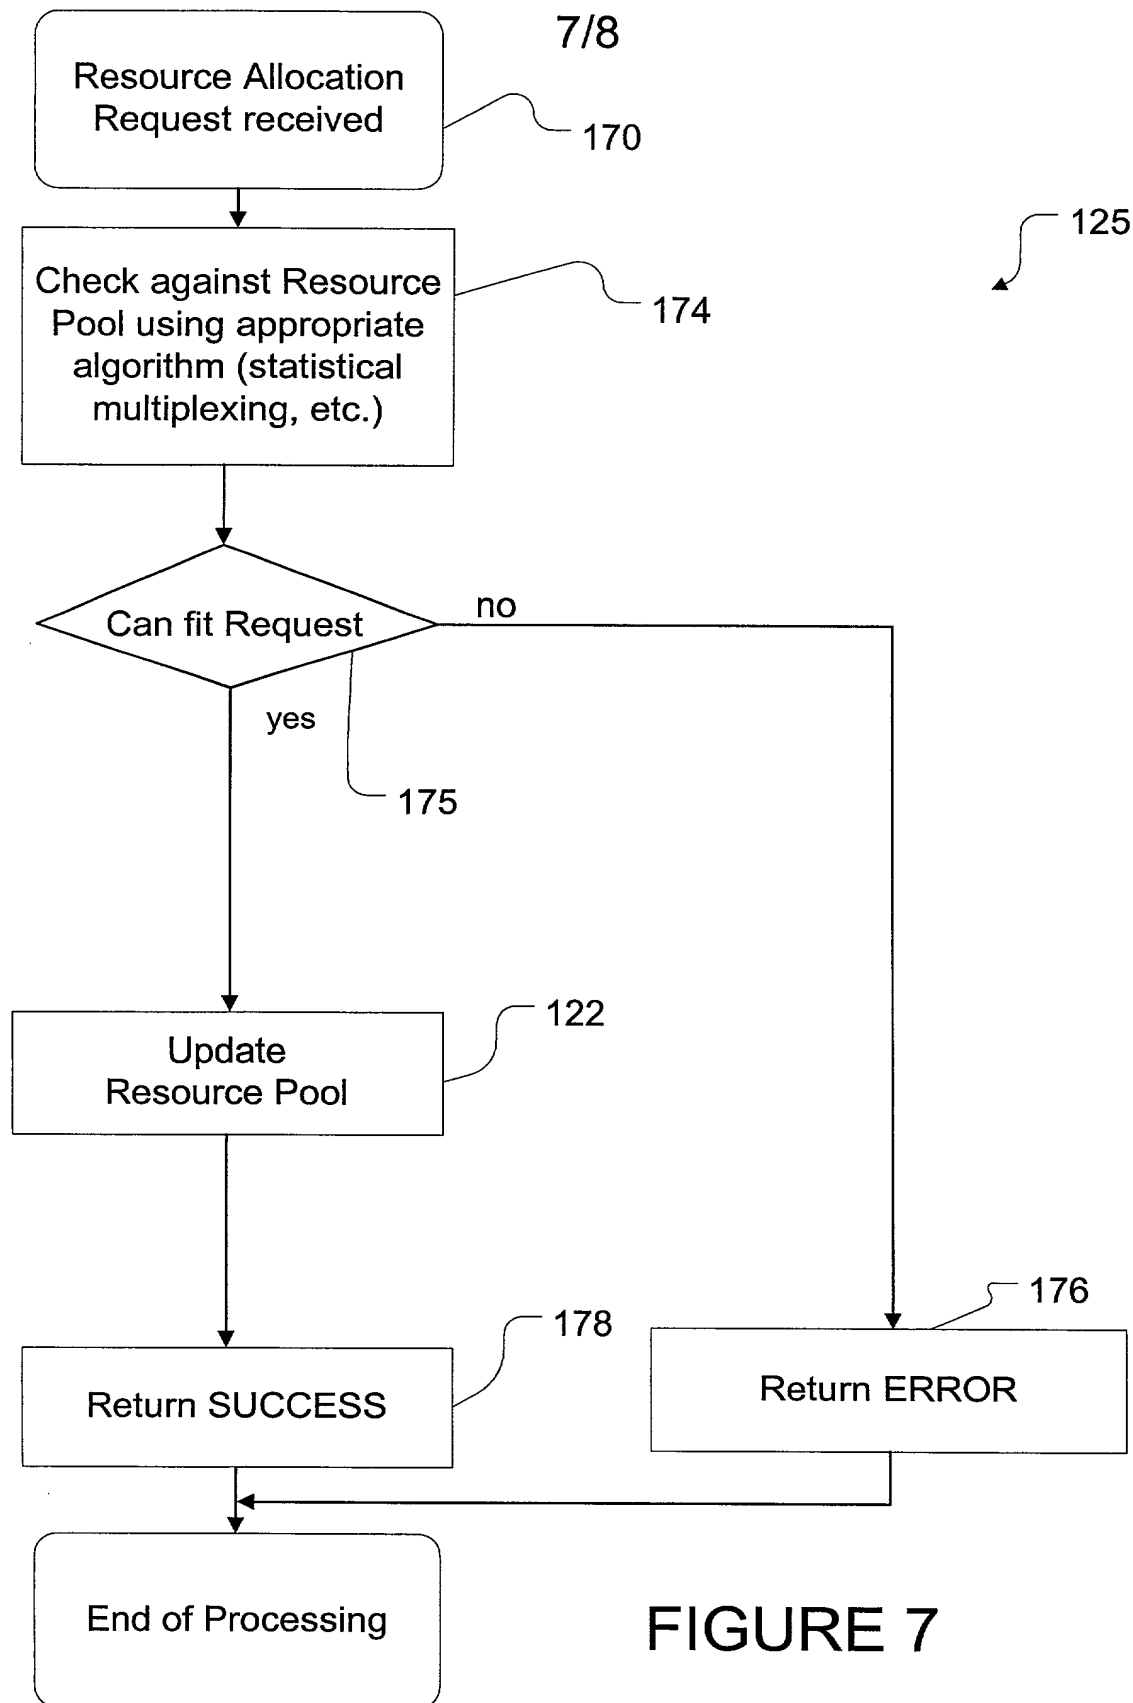 7/8
Resource Allocation
Request received
170
125
Check against Resource
Pool using appropriate
algorithm (statistical
multiplexing, etc.)
174
Can fit Request
no
yes
175
122
Update
Resource Pool
176
178
Return SUCCESS
Return ERROR
End of Processing
FIGURE 7